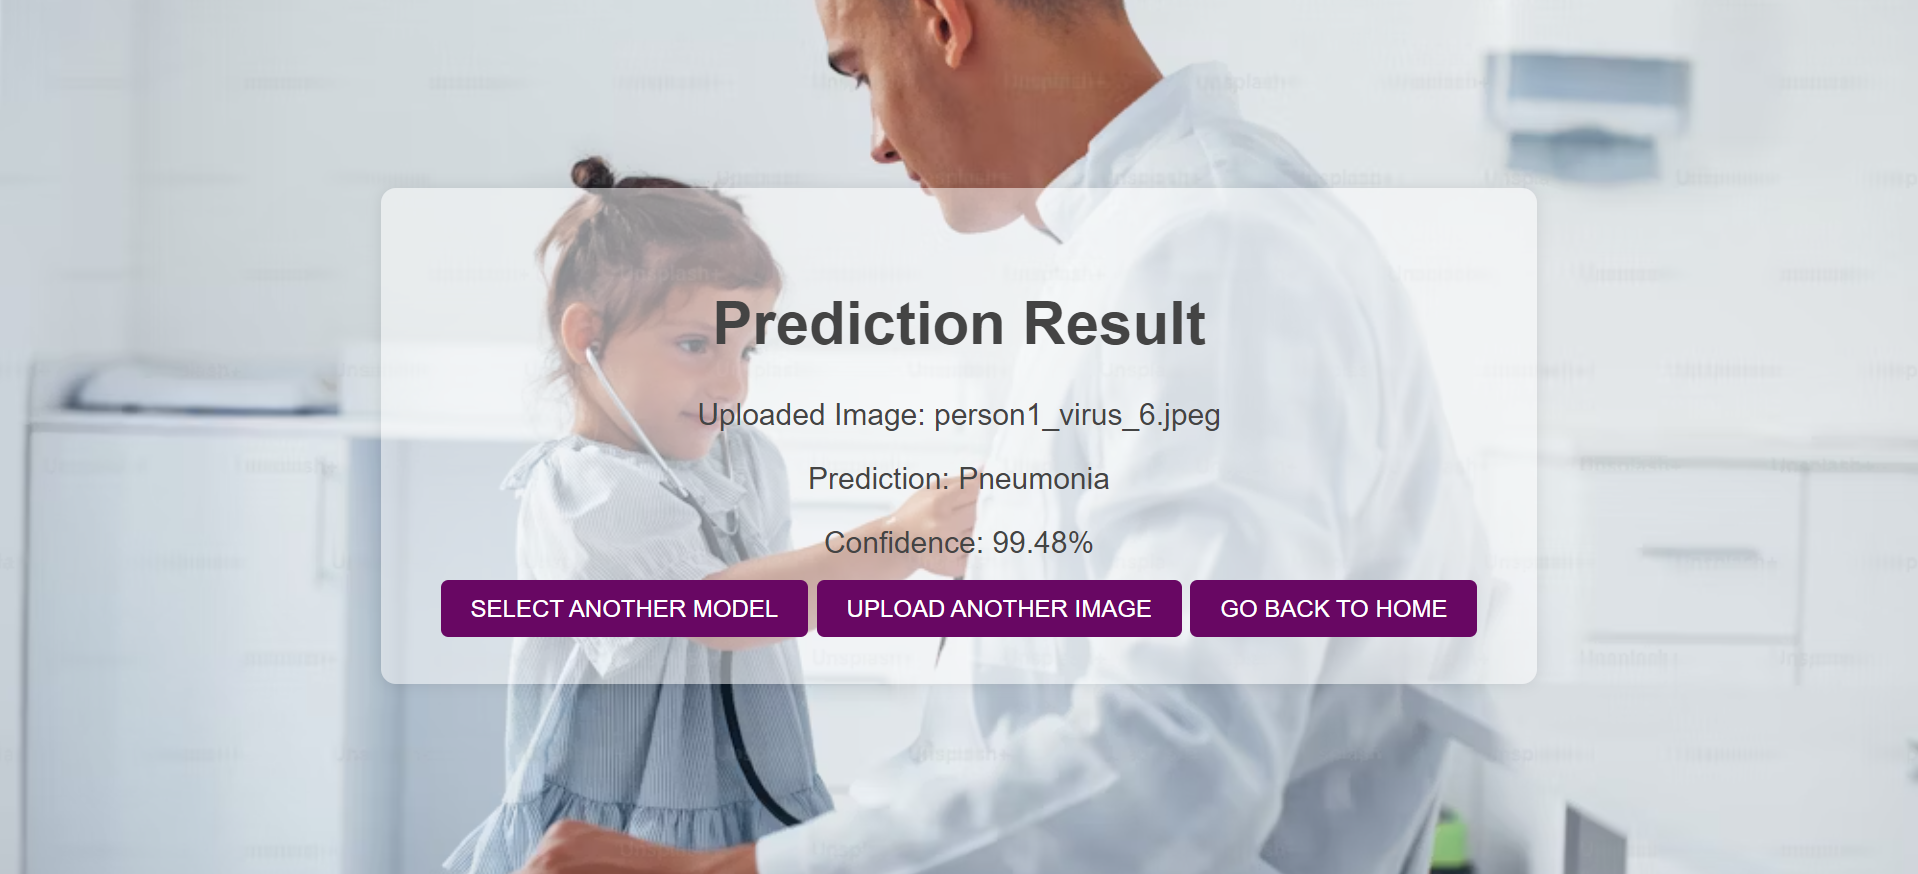 Prediction Result
Uploaded Image: person1_virus_6.jpeg
Prediction: Pneumonia
Confidence: 99.48%
SELECT ANOTHER MODEL UPLOAD ANOTHER IMAGE GO BACK TO HOME